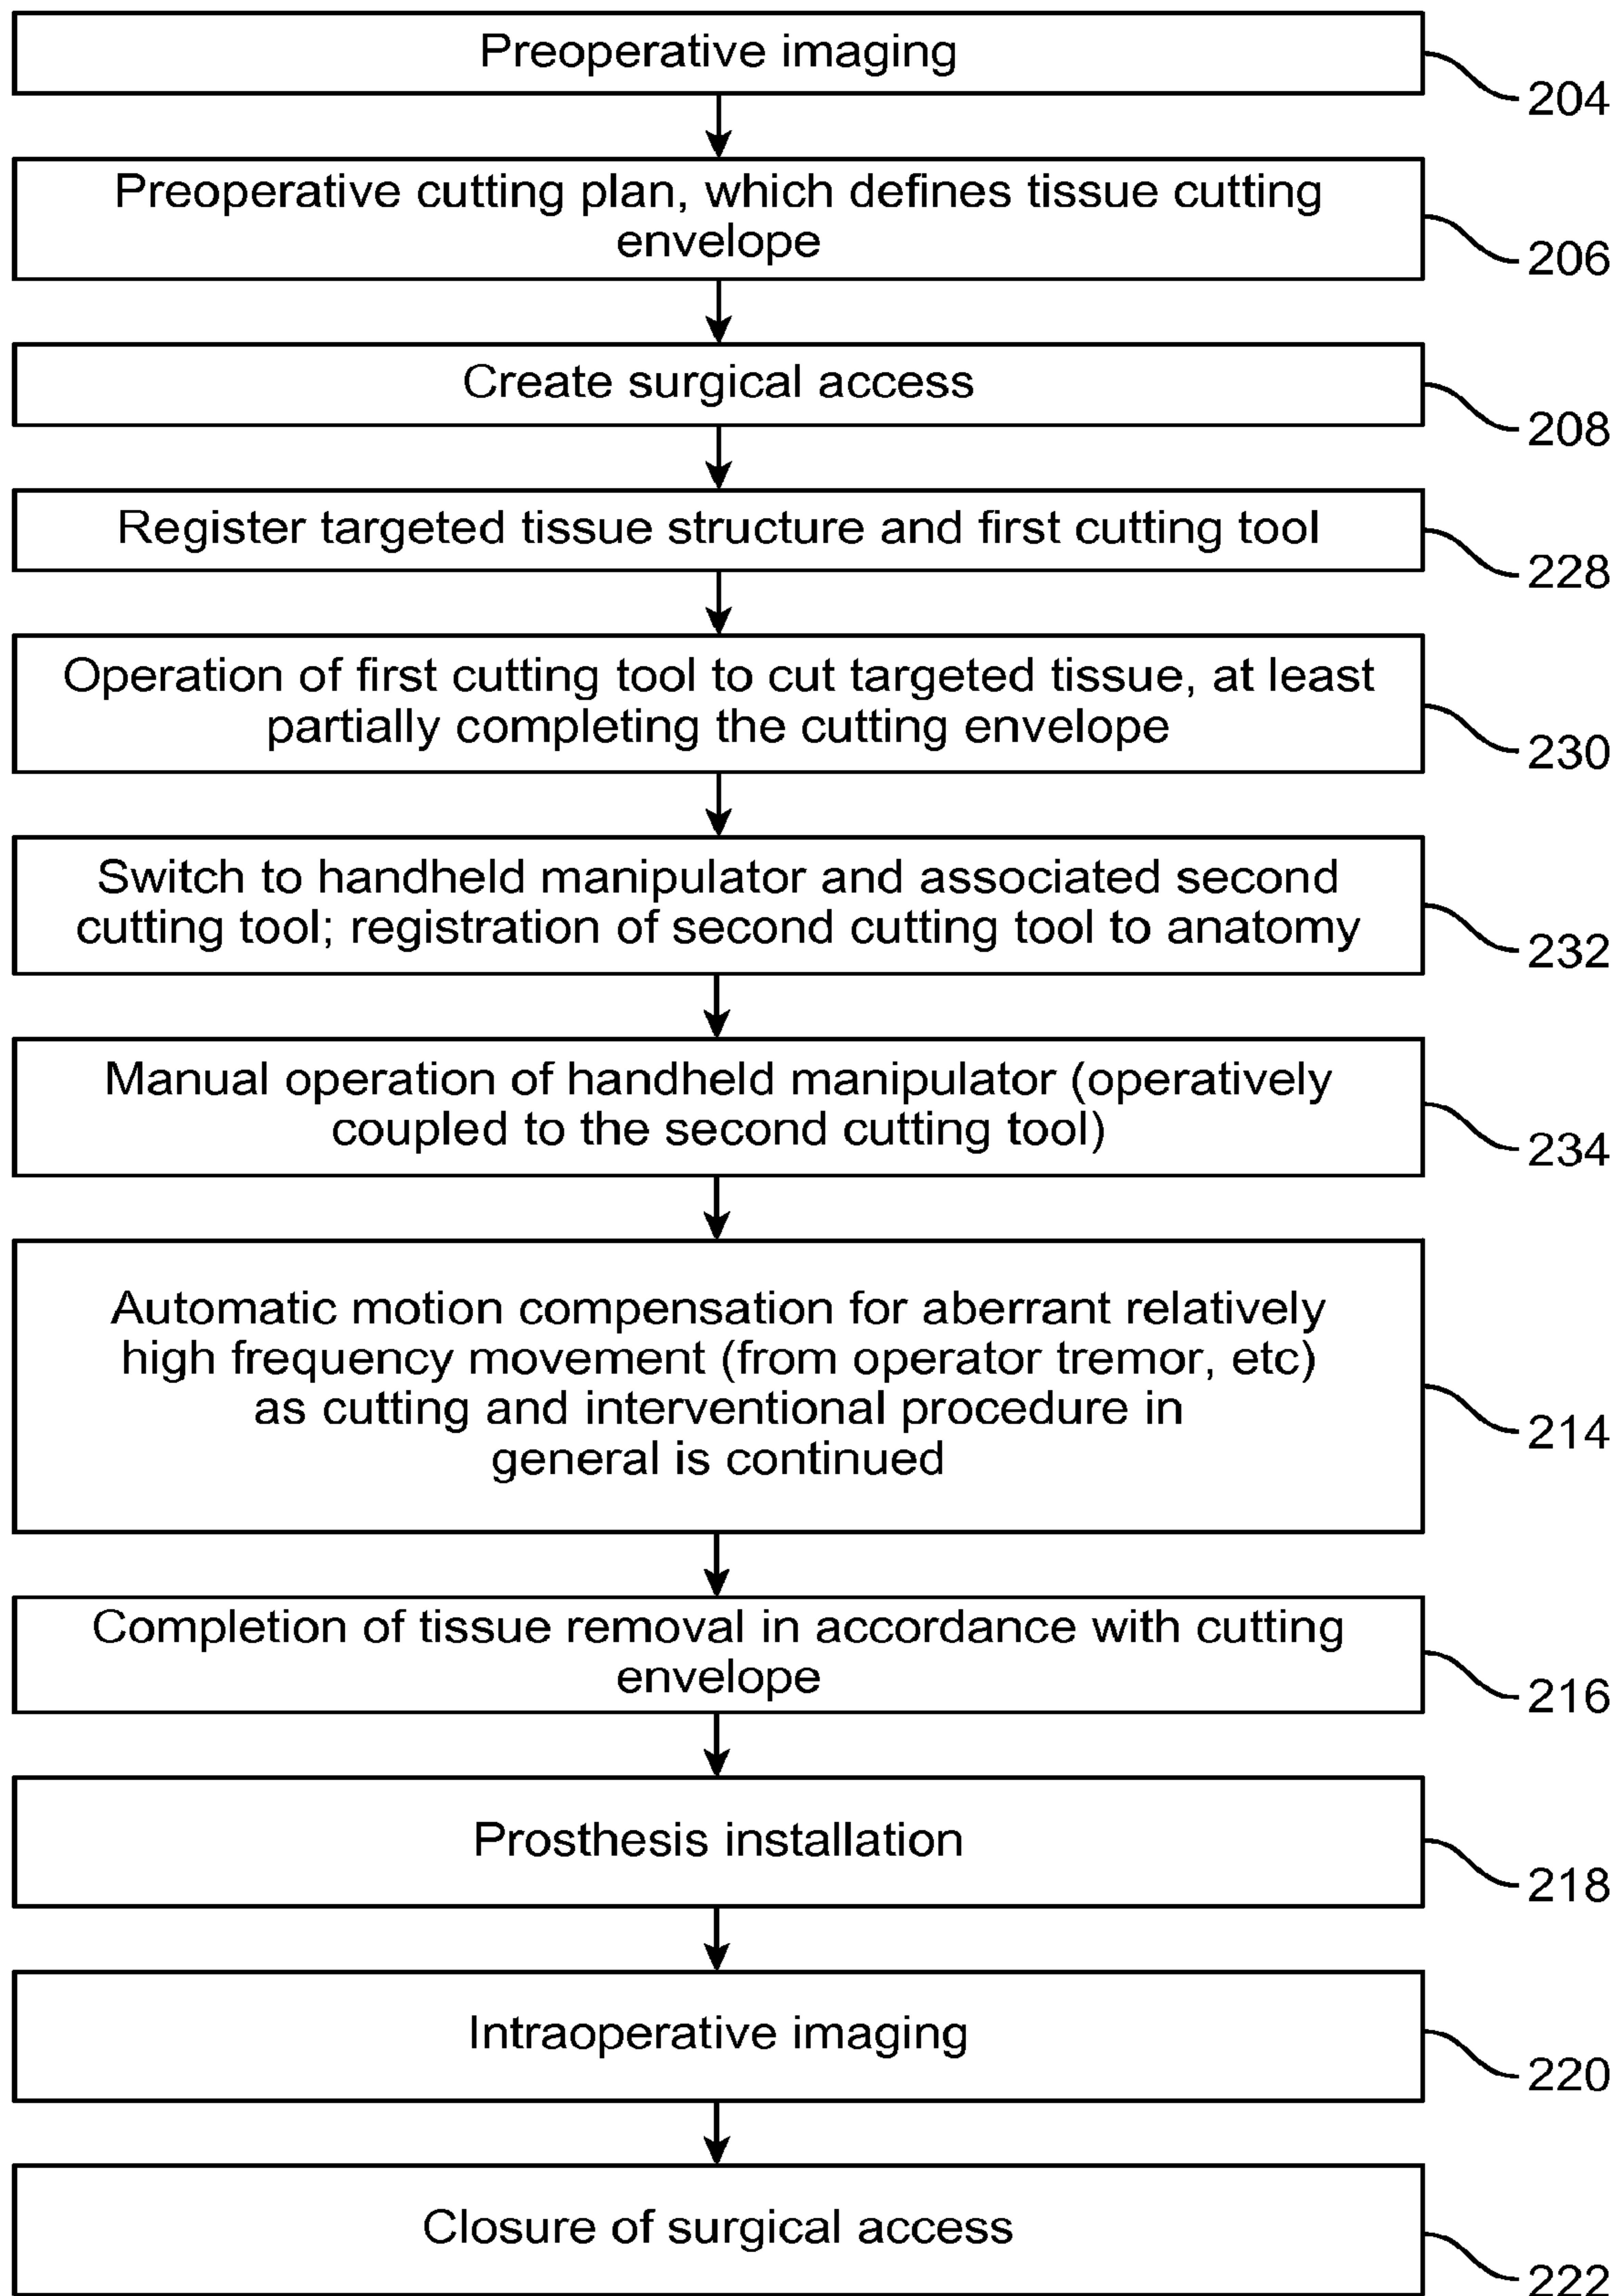 Preoperative imaging
204
Preoperative cutting plan, which defines tissue cutting
envelope
206
Create surgical access
208
Register targeted tissue structure and first cutting tool
228
Operation of first cutting tool to cut targeted tissue, at least
partially completing the cutting envelope
230
Switch to handheld manipulator and associated second
cutting tool; registration of second cutting tool to anatomy
232
Manual operation of handheld manipulator (operatively
coupled to the second cutting tool)
234
Automatic motion compensation for aberrant relatively
high frequency movement (from operator tremor, etc)
as cutting and interventional procedure in
general is continued
214
Completion of tissue removal in accordance with cutting
envelope
216
Prosthesis installation
218
Intraoperative imaging
220
Closure of surgical access
222